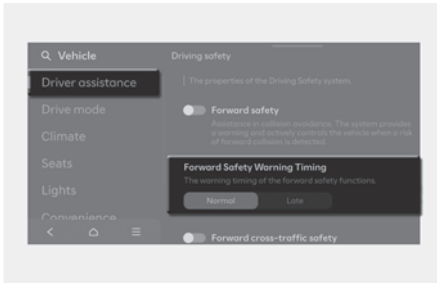 Vehicle
Driver assistance
Drive mode
Climate
Seats
Lights
Convenience
Driving safety
The properties of the Driving Safety system.
Forward safety
Assistance in collision avoidance. The system provides
a warning and actively controls the vehicle when a risk
of forward collision is detected.
Forward Safety Warning Timing
The warning timing of the forward safety functions.
Normal
Late
Forward cross-traffic safety